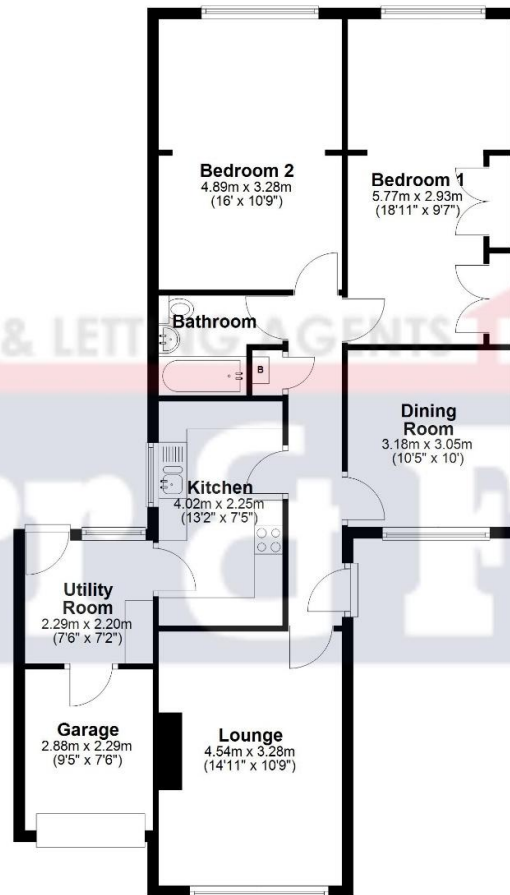 Bedroom 2
4.89m x 3.28m
(16' x 10'9")
Bedroom 1
5.77m x 2.93m
(18'11" x 9'7")
Bathroom
& LETTING AGENTS
B
Dining
Room
3.18m x 3.05m
(10'5" x 10')
Kitchen
4.02m x 2.25m
(13'2" x 7'5")
r & F
Utility
Room
2.29m x 2.20m
(7'6" x 7'2")
Garage
2.88m x 2.29m
(9'5" x 7'6")
Lounge
4.54m x 3.28m
(14'11" x 10'9")